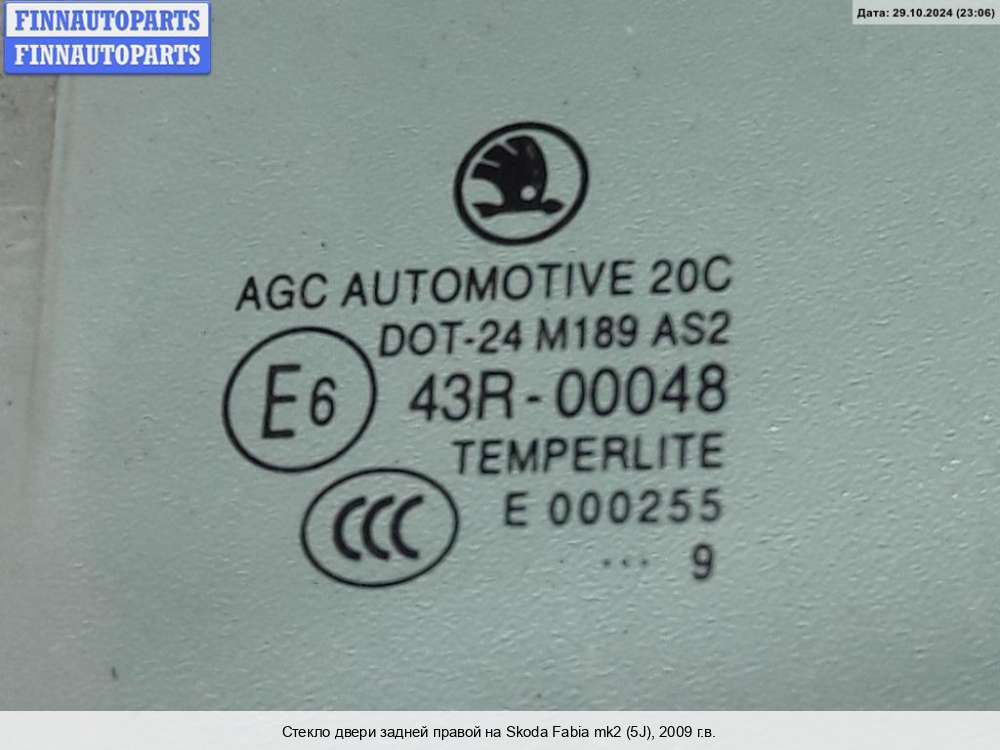 FINNAUTOPARTS
FINNAUTOPARTS
Дата: 29.10.2024 (23:06)
AGC AUTOMOTIVE 20C
DOT-24 M189 AS2
E6 43R-00048
TEMPERLITE
CCC E 000255
... 9
Стекло двери задней правой на Skoda Fabia mk2 (5J), 2009 г.в.